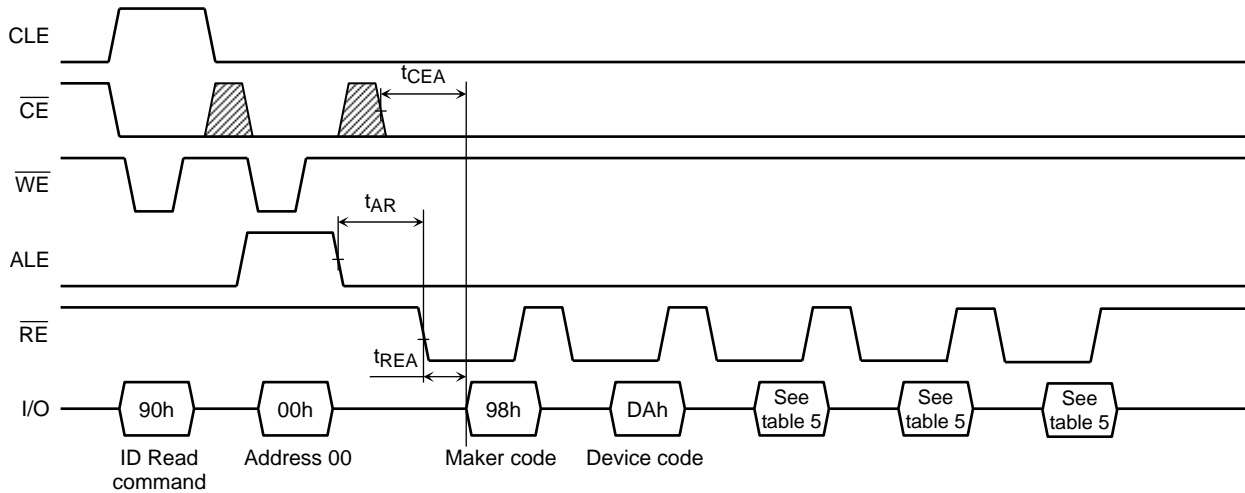 CLE
tCEA
CE
WE
tAR
ALE
RE
tREA
I/O
90h
00h
98h
DAh
See
table 5
See
table 5
See
table 5
ID Read
command
Address 00
Maker code
Device code